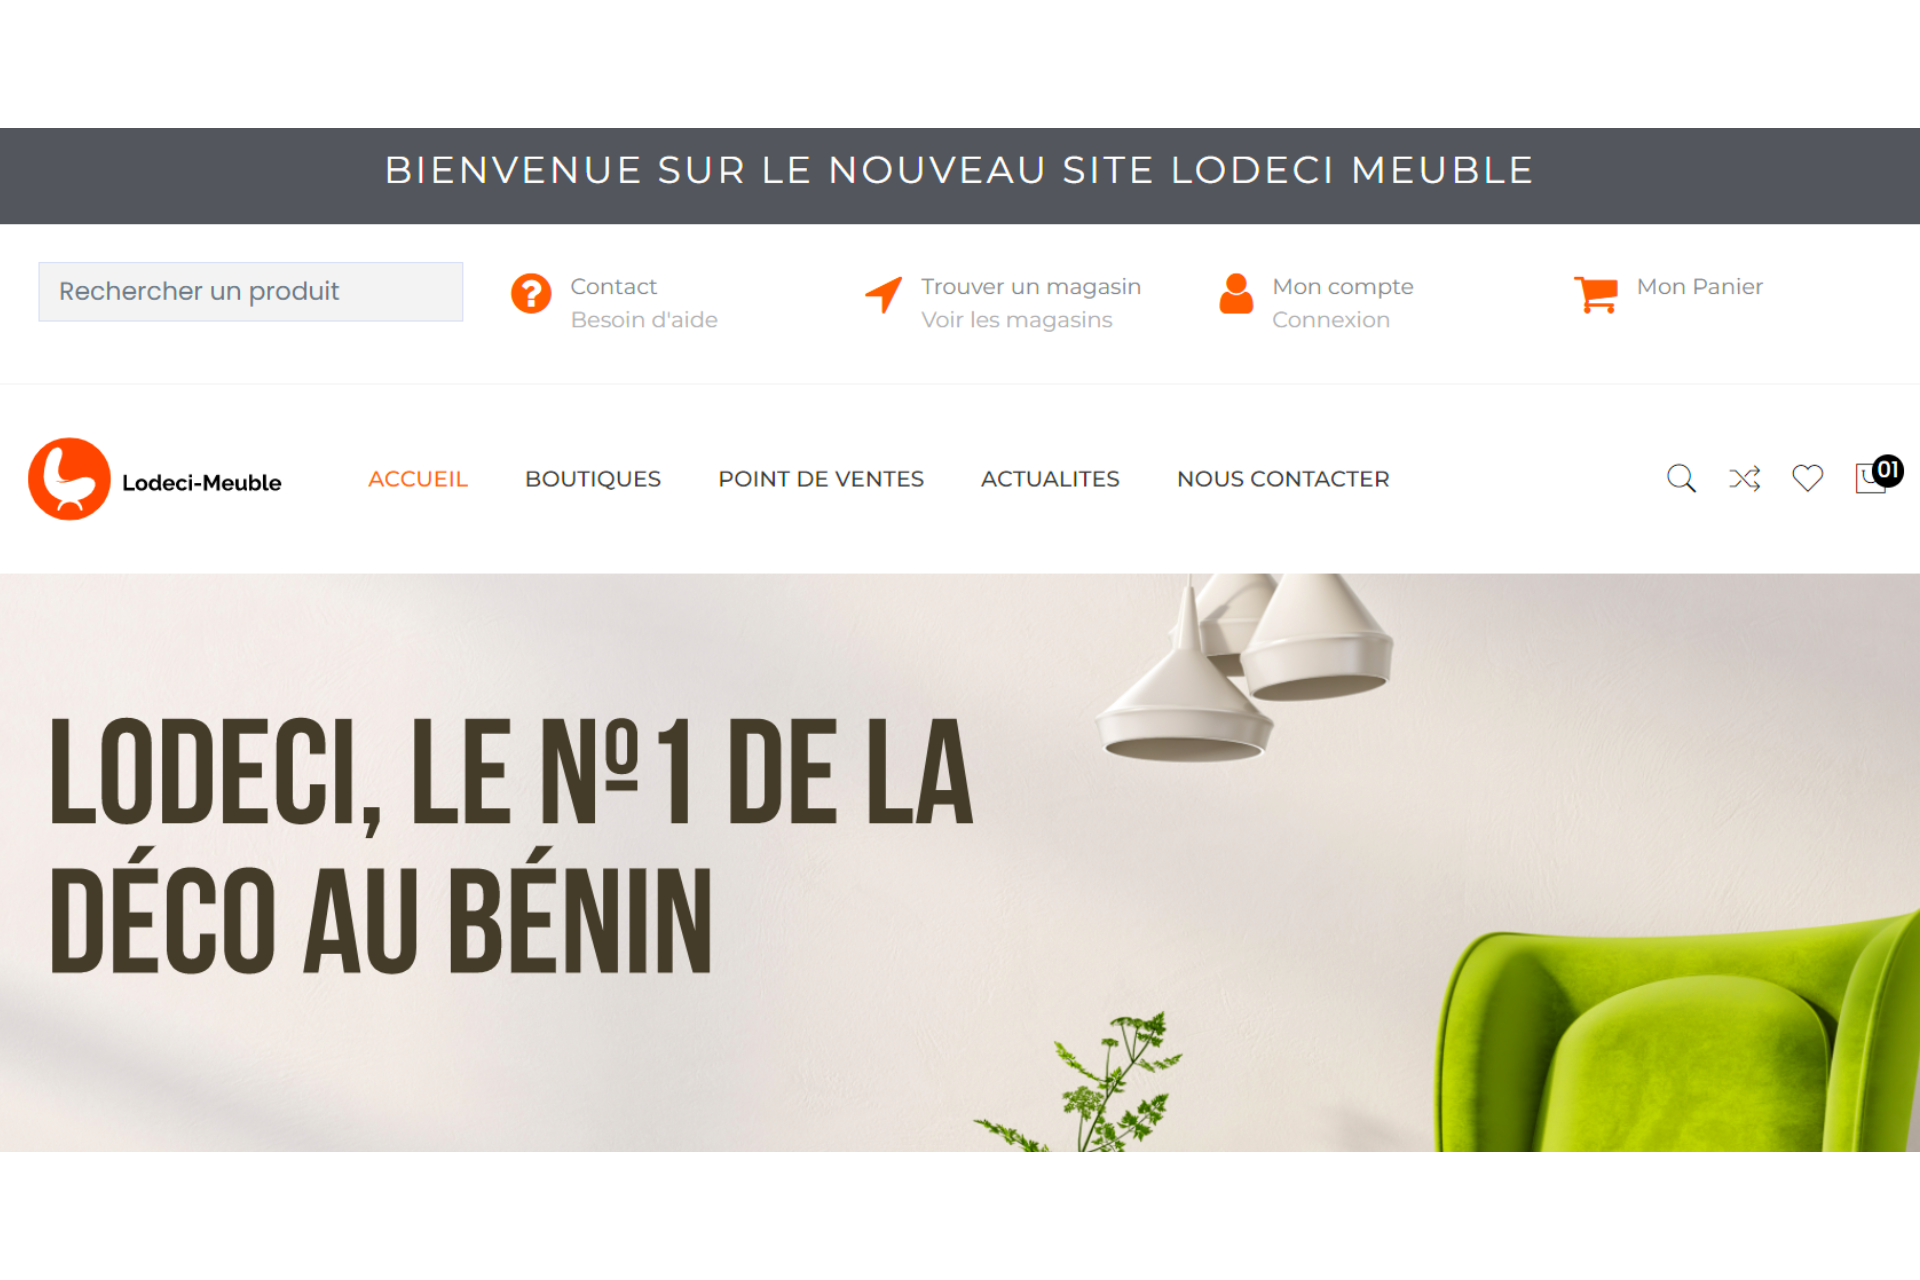 BIENVENUE SUR LE NOUVEAU SITE LODECI MEUBLE
Rechercher un produit
Contact
Besoin d'aide
Trouver un magasin
Voir les magasins
Mon compte
Connexion
Mon Panier
Lodeci-Meuble
ACCUEIL
BOUTIQUES
POINT DE VENTES
ACTUALITES
NOUS CONTACTER
01
LODECI, LE Nº1 DE LA
DÉCO AU BÉNIN